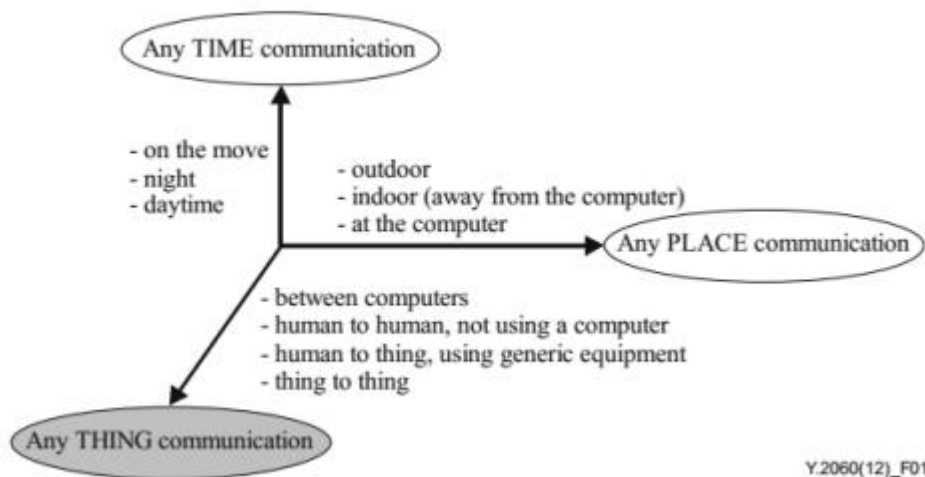 Any TIME communication
- on the move
- night
- daytime
- outdoor
- indoor (away from the computer)
- at the computer
Any PLACE communication
- between computers
- human to human, not using a computer
- human to thing, using generic equipment
- thing to thing
Any THING communication
Y.2060(12)_F01